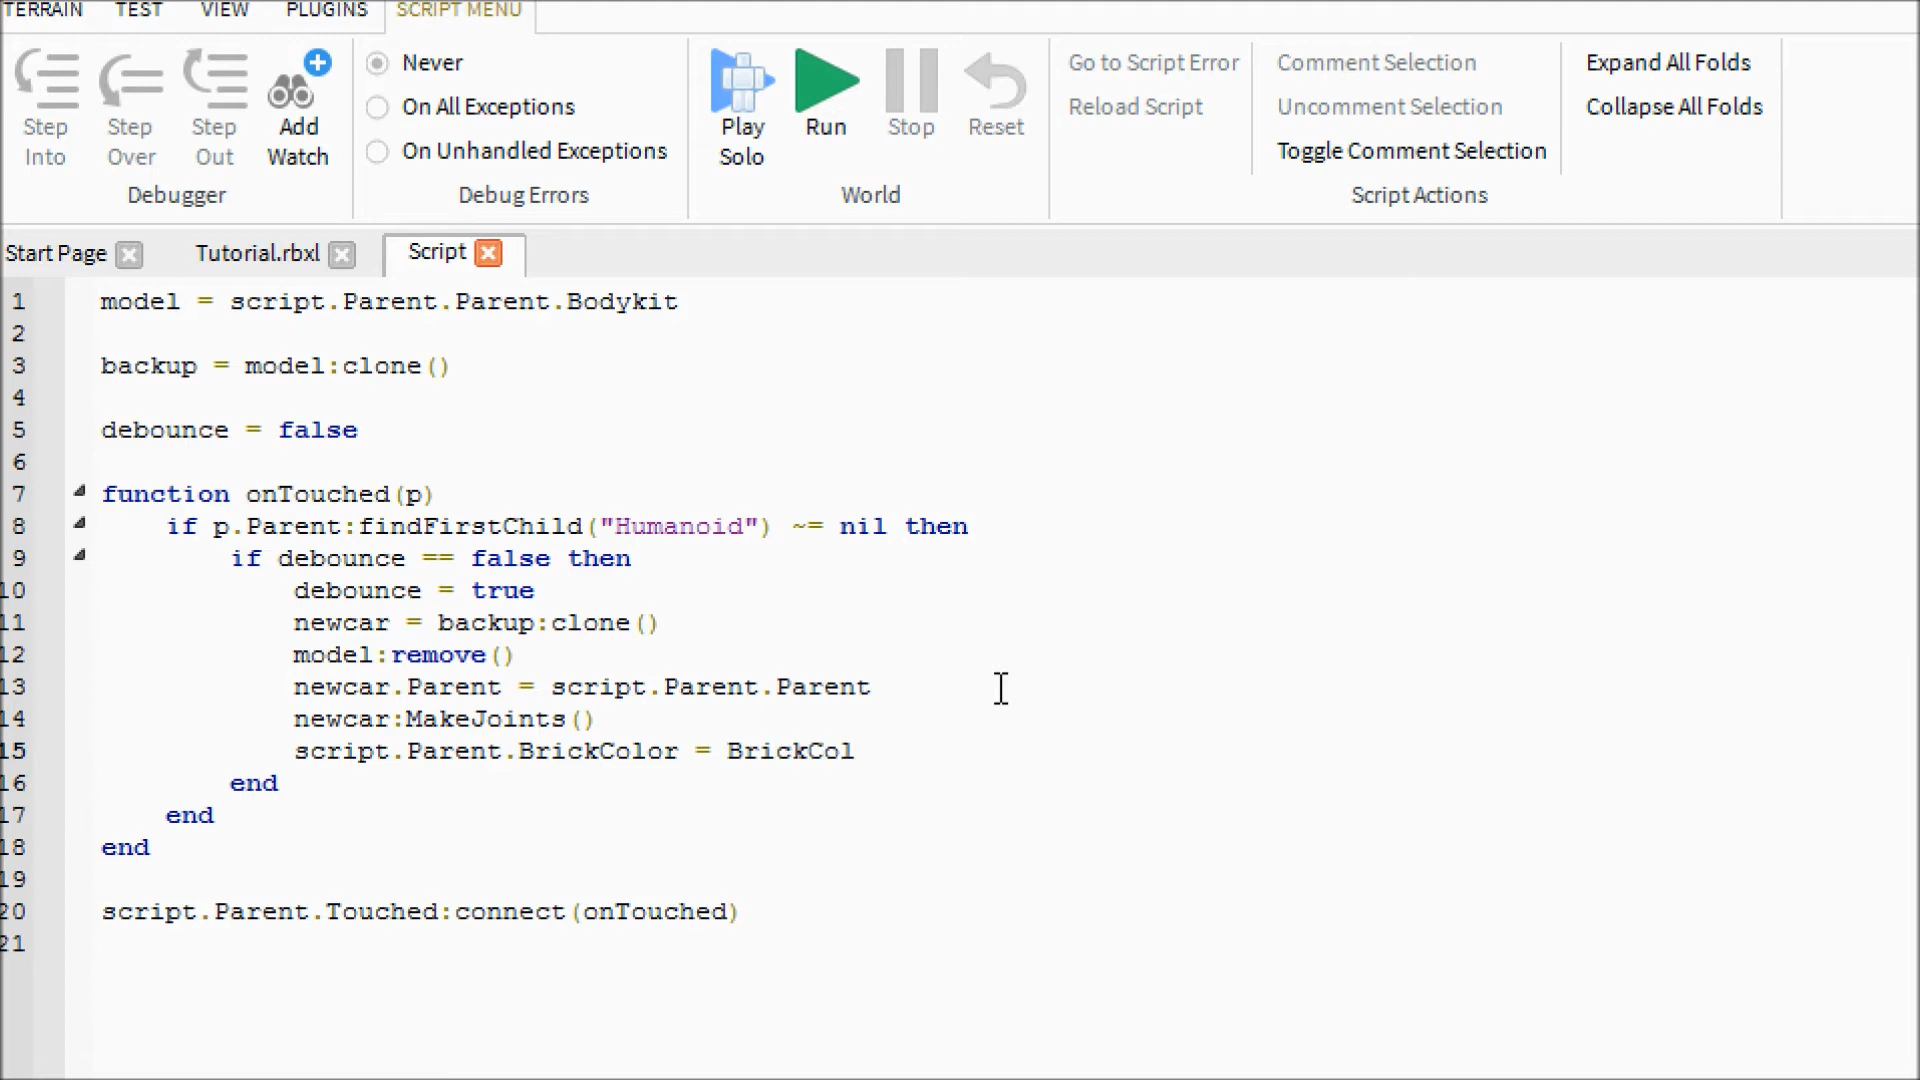 TERRAIN TEST VIEW PLUGINS SCRIPT MENU
Step Into
Step Over
Step Out
Add Watch
Debugger
Never
On All Exceptions
On Unhandled Exceptions
Debug Errors
Play Solo
Run
Stop
Reset
World
Go to Script Error
Reload Script
Comment Selection
Uncomment Selection
Toggle Comment Selection
Script Actions
Expand All Folds
Collapse All Folds
Start Page Tutorial.rbxl Script
1 model = script.Parent.Parent.Bodykit
2
3 backup = model:clone()
4
5 debounce = false
6
7 function onTouched(p)
8 if p.Parent:findFirstChild("Humanoid") ~= nil then
9 if debounce == false then
10 debounce = true
11 newcar = backup:clone()
12 model:remove()
13 newcar.Parent = script.Parent.Parent
14 newcar:MakeJoints()
15 script.Parent.BrickColor = BrickCol
16 end
17 end
18 end
19
20 script.Parent.Touched:connect(onTouched)
21